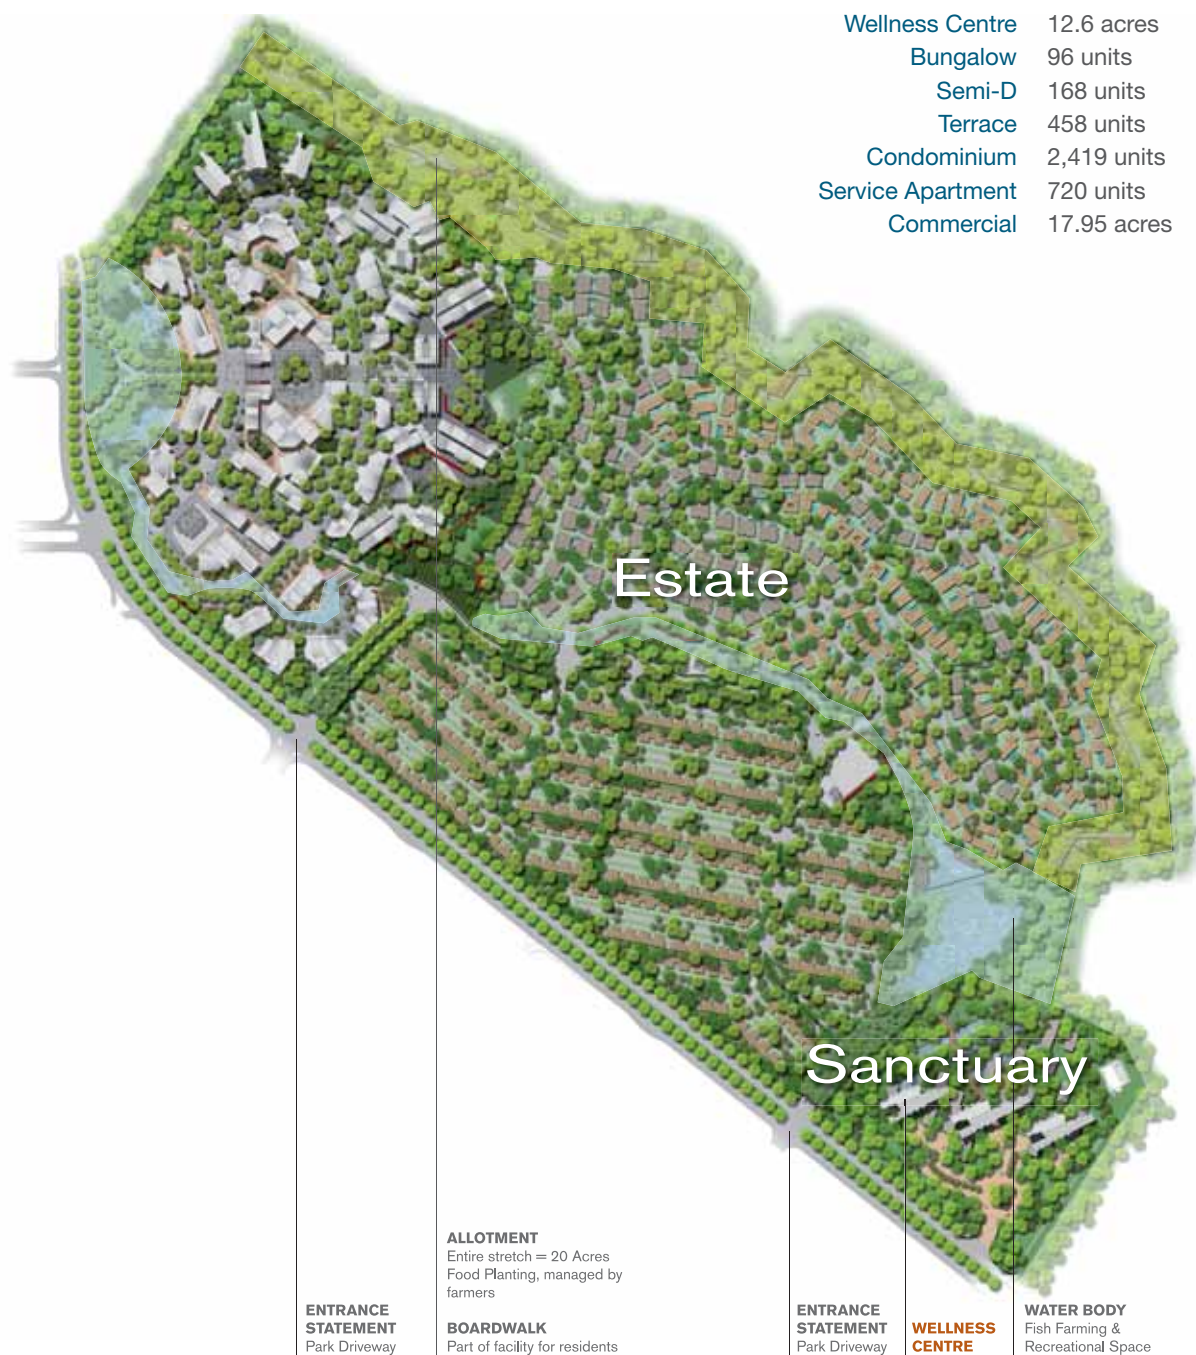 Wellness Centre 12.6 acres
Bungalow 96 units
Semi-D 168 units
Terrace 458 units
Condominium 2,419 units
Service Apartment 720 units
Commercial 17.95 acres
Estate
Sanctuary
ALLOTMENT
Entire stretch = 20 Acres
Food Planting, managed by
farmers
BOARDWALK
Part of facility for residents
ENTRANCE
STATEMENT
Park Driveway
ENTRANCE
STATEMENT
Park Driveway
WELLNESS
CENTRE
WATER BODY
Fish Farming &
Recreational Space